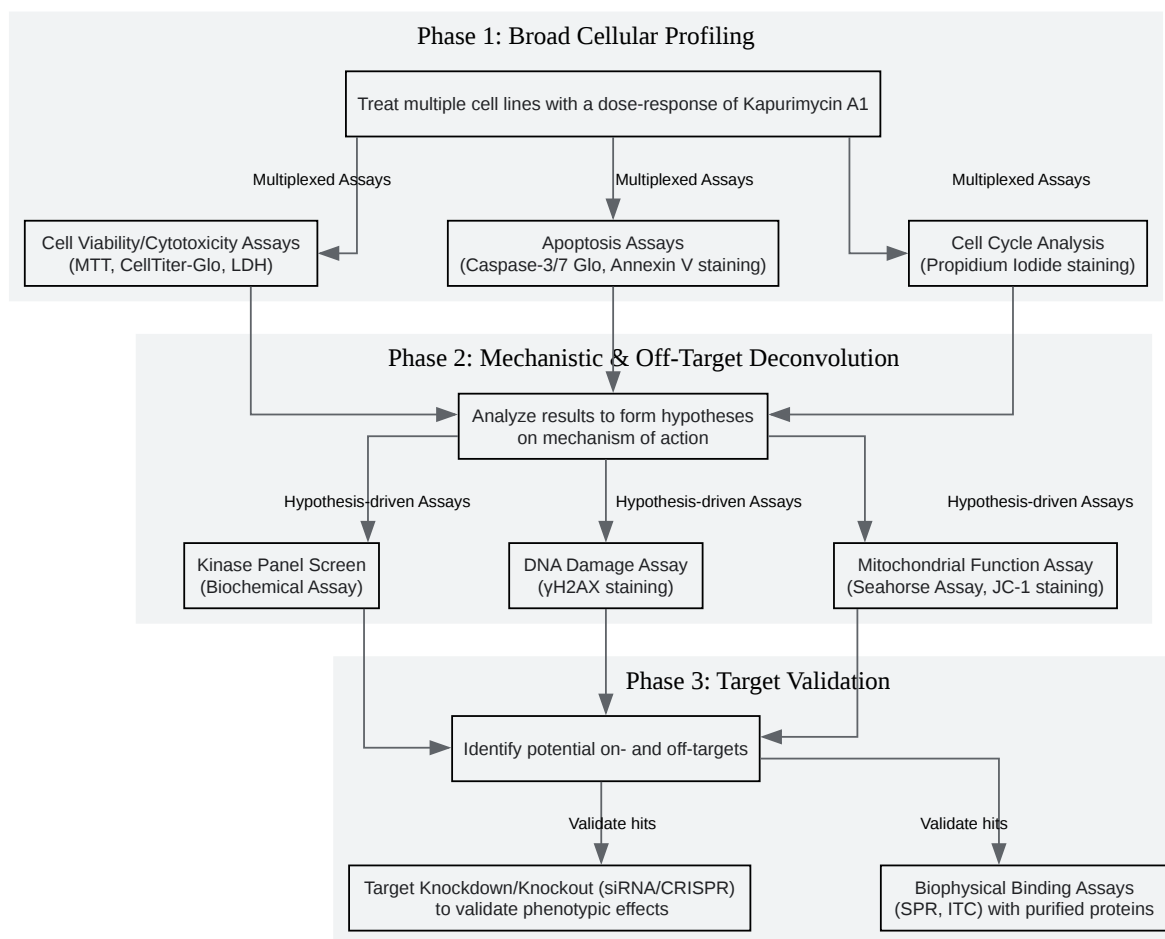 Phase 1: Broad Cellular Profiling
Treat multiple cell lines with a dose-response of Kapurimycin A1
Multiplexed Assays
Multiplexed Assays
Multiplexed Assays
Cell Viability/Cytotoxicity Assays
(MTT, CellTiter-Glo, LDH)
Apoptosis Assays
(Caspase-3/7 Glo, Annexin V staining)
Cell Cycle Analysis
(Propidium Iodide staining)
Phase 2: Mechanistic & Off-Target Deconvolution
Analyze results to form hypotheses
on mechanism of action
Hypothesis-driven Assays
Hypothesis-driven Assays
Hypothesis-driven Assays
Kinase Panel Screen
(Biochemical Assay)
DNA Damage Assay
(γH2AX staining)
Mitochondrial Function Assay
(Seahorse Assay, JC-1 staining)
Phase 3: Target Validation
Identify potential on- and off-targets
Validate hits
Validate hits
Target Knockdown/Knockout (siRNA/CRISPR)
to validate phenotypic effects
Biophysical Binding Assays
(SPR, ITC) with purified proteins